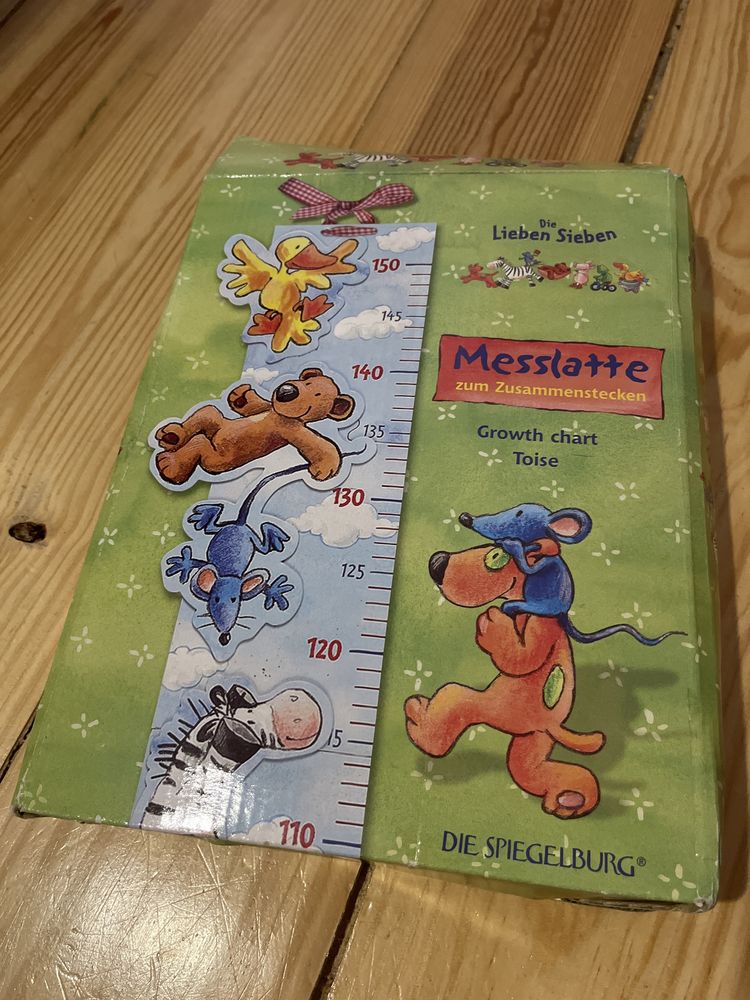 Die
Lieben Sieben
150
145
140
135
130
125
120
15
110
Messlatte
zum Zusammenstecken
Growth chart
Toise
DIE SPIEGELBURG®